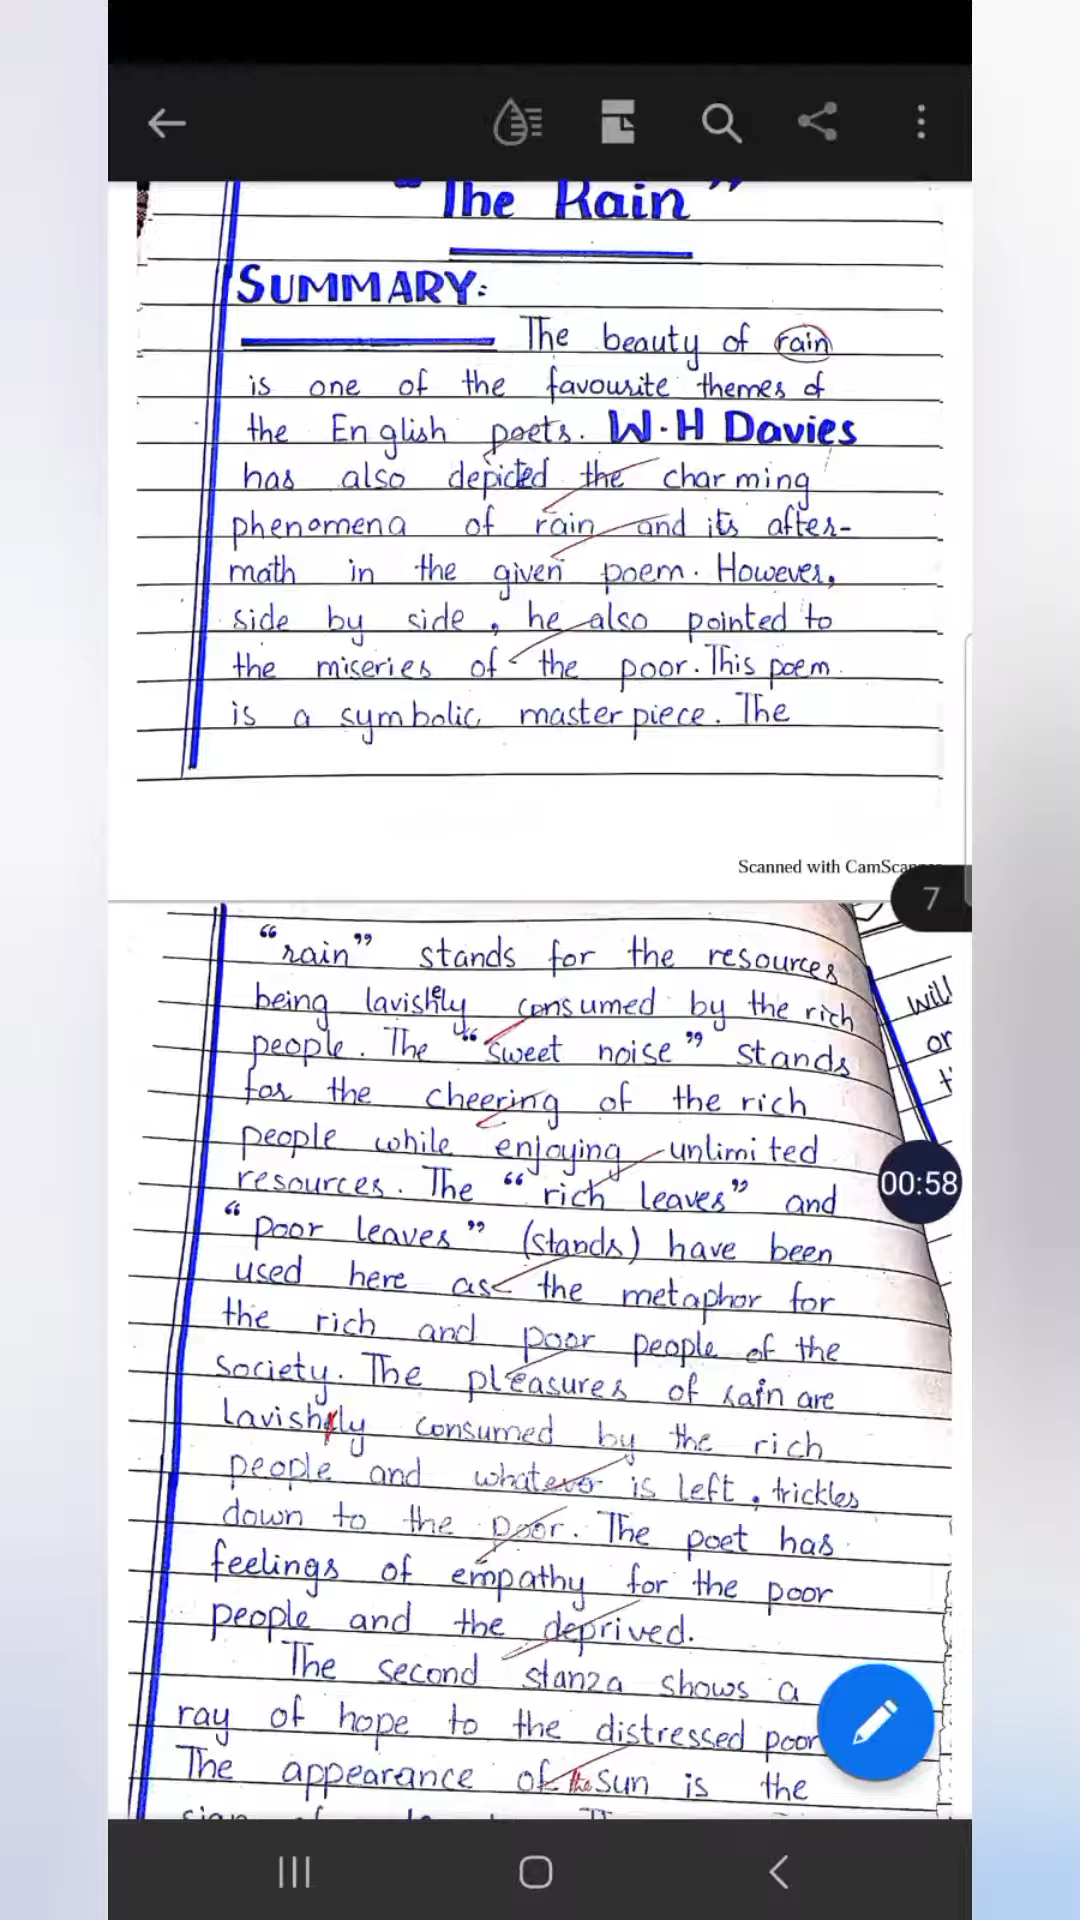 "The Rain"
SUMMARY:
The beauty of rain
is one of the favourite themes of
the English poets. W.H Davies
has also depicted the charming
phenomena of rain and its after-
math in the given poem. However,
side by side, he also pointed to
the miseries of the poor. This poem
is a symbolic masterpiece. The
Scanned with CamScan
7
"rain" stands for the resources
being lavishly consumed by the rich
people. The "sweet noise" stands
for the cheering of the rich
people while enjoying unlimited
resources. The "rich leaves" and
"poor leaves" (stands) have been
used here as the metaphor for
the rich and poor people of the
society. The pleasures of rain are
Lavishly consumed by the rich
people and whatever is left, trickles
down to the poor. The poet has
feelings of empathy for the poor
people and the deprived.
The second stanza shows a
ray of hope to the distressed poor
The appearance of the sun is the
will
or
00:58